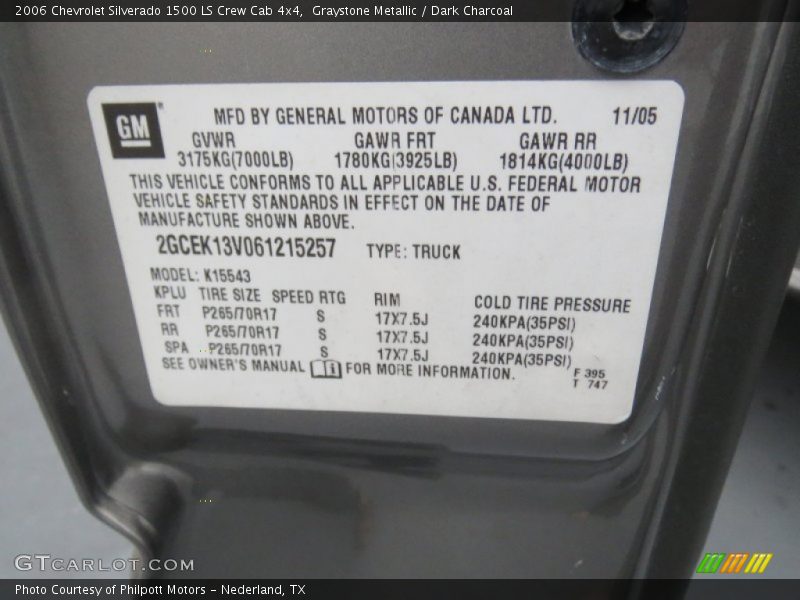 2006 Chevrolet Silverado 1500 LS Crew Cab 4x4,  Graystone Metallic / Dark Charcoal
GM MFD BY GENERAL MOTORS OF CANADA LTD. 11/05
GVWR GAWR FRT GAWR RR
3175KG(7000LB) 1780KG(3925LB) 1814KG(4000LB)
THIS VEHICLE CONFORMS TO ALL APPLICABLE U.S. FEDERAL MOTOR
VEHICLE SAFETY STANDARDS IN EFFECT ON THE DATE OF
MANUFACTURE SHOWN ABOVE.
2GCEK13V061215257 TYPE: TRUCK
MODEL: K15543
KPLU TIRE SIZE SPEED RTG RIM COLD TIRE PRESSURE
FRT P265/70R17 S 17X7.5J 240KPA(35PSI)
RR P265/70R17 S 17X7.5J 240KPA(35PSI)
SPA P265/70R17 S 17X7.5J 240KPA(35PSI)
SEE OWNER'S MANUAL FOR MORE INFORMATION.
F 395
T 747
GTCARLOT.COM
Photo Courtesy of Philpott Motors - Nederland, TX